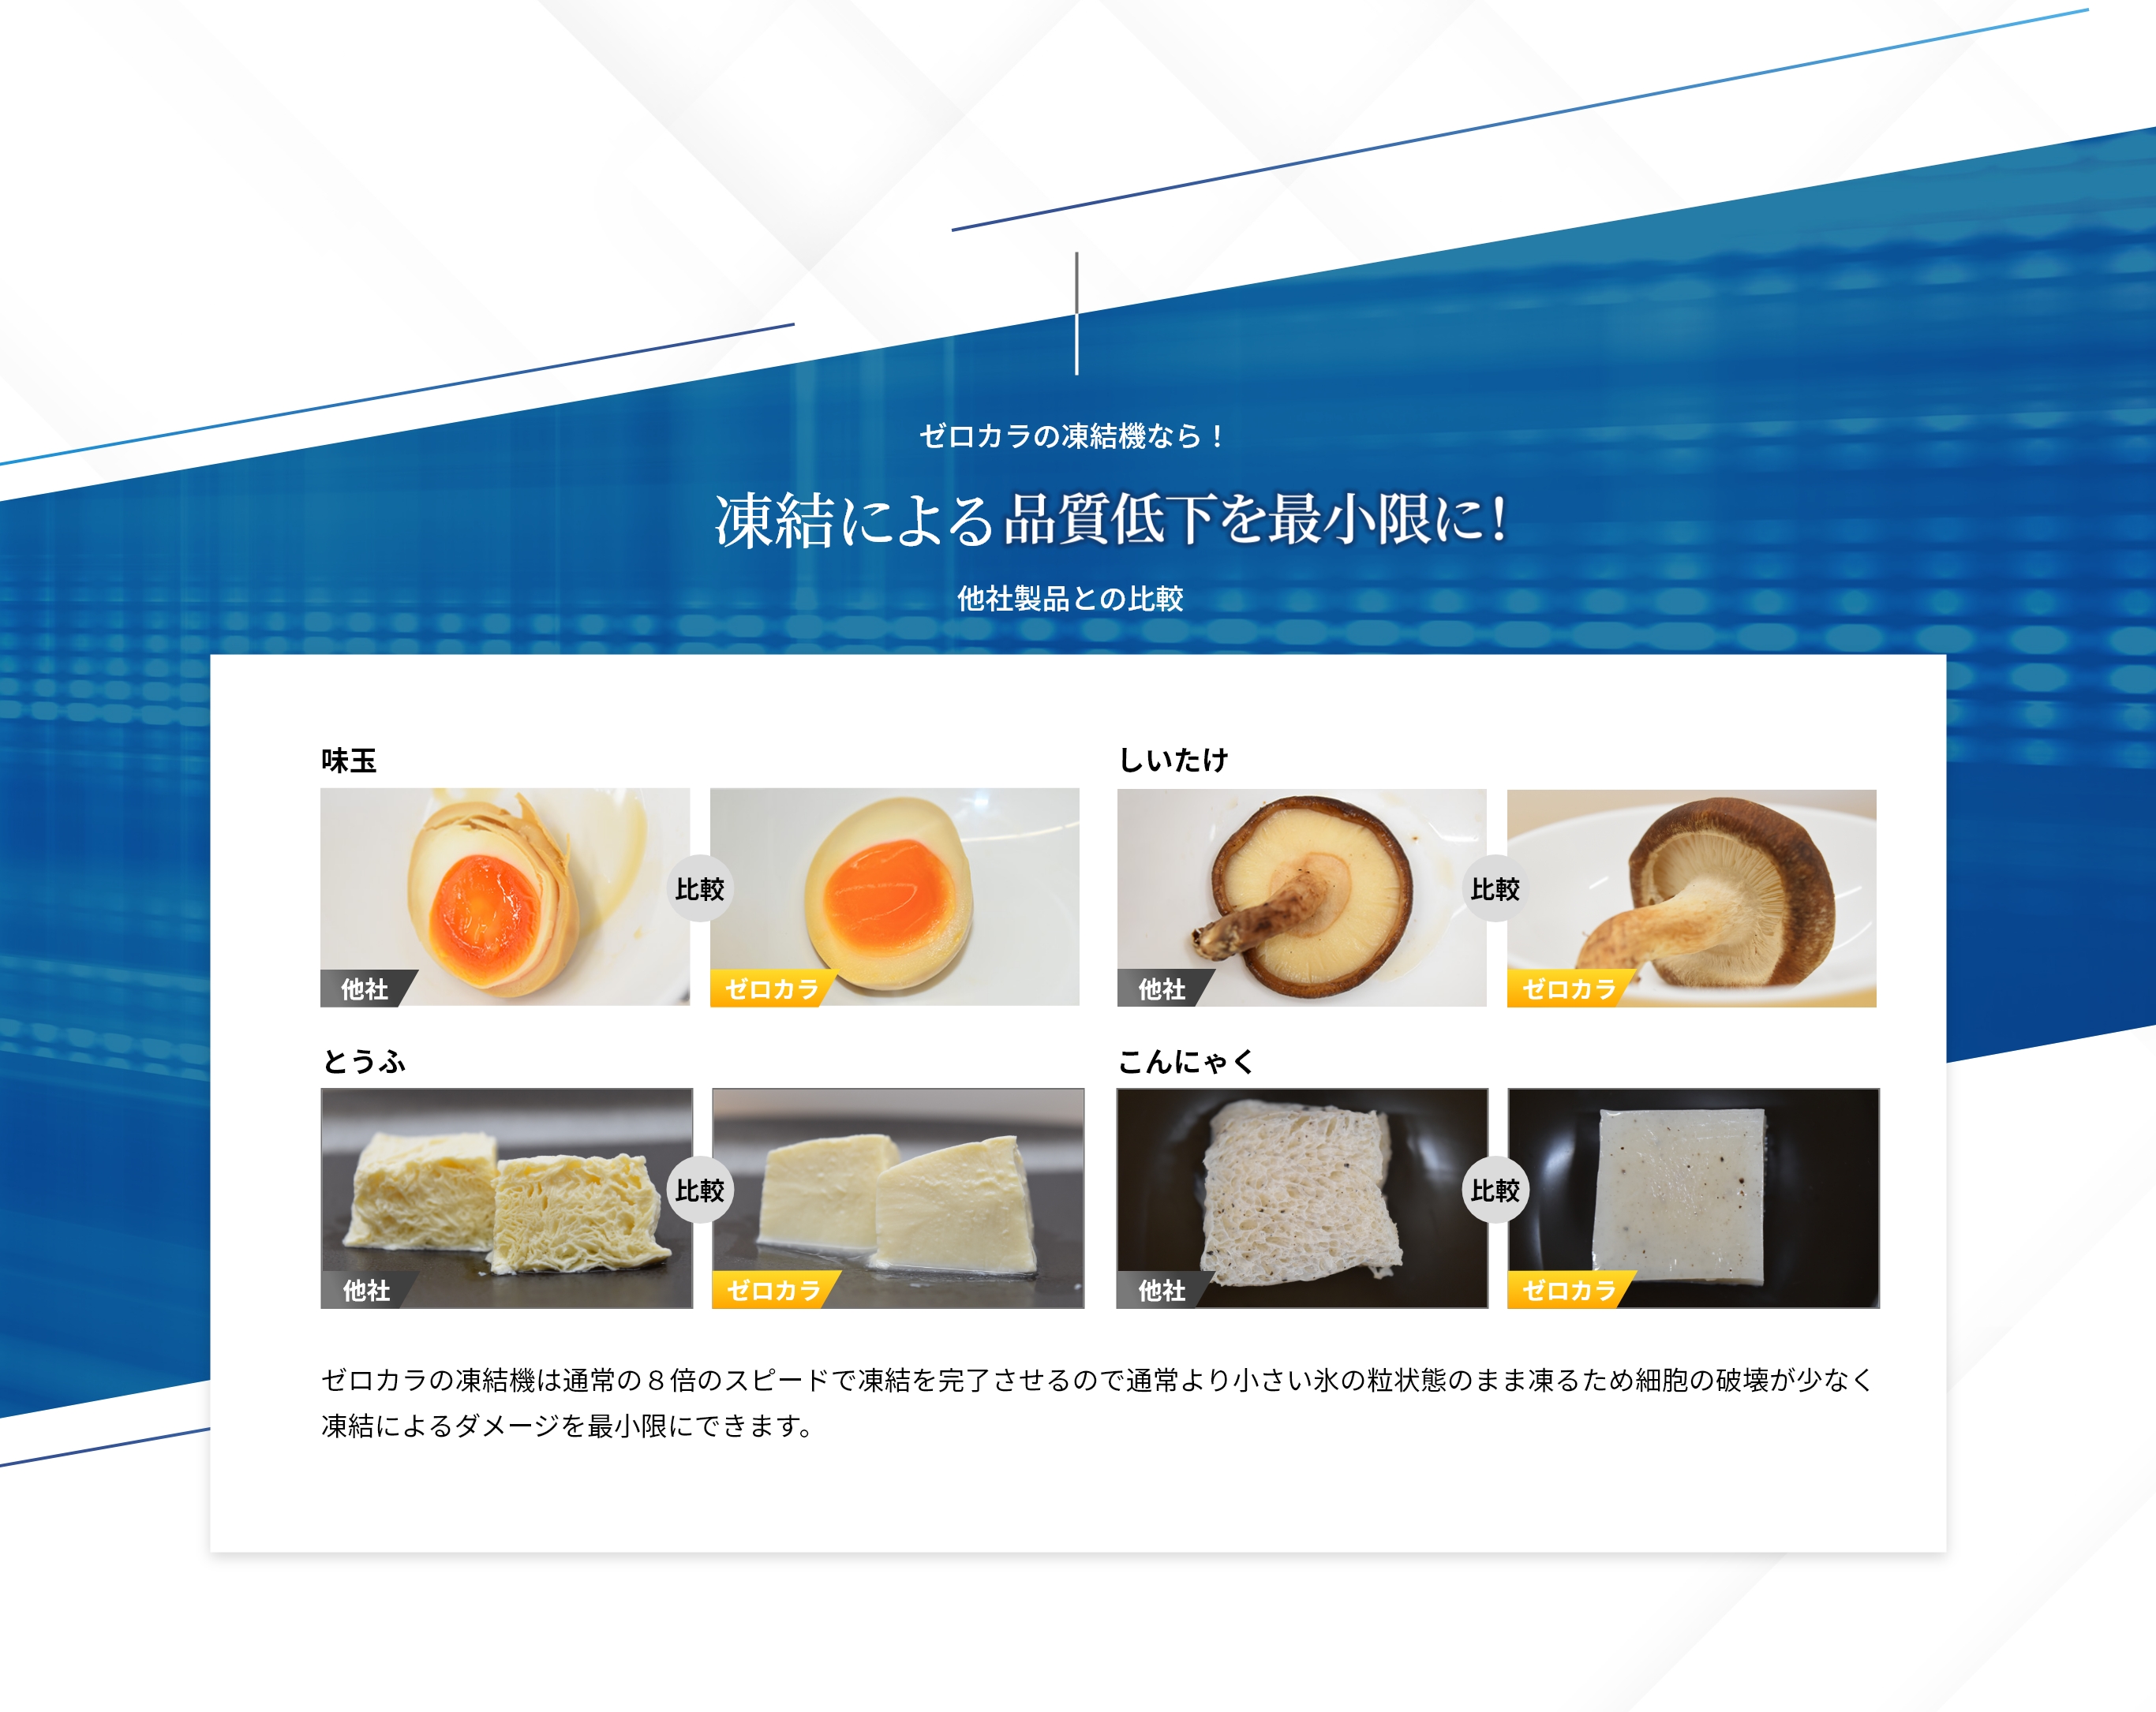 ゼロカラの凍結機なら！
凍結による品質低下を最小限に！
他社製品との比較
味玉
他社
比較
ゼロカラ
しいたけ
他社
比較
ゼロカラ
とうふ
他社
比較
ゼロカラ
こんにゃく
他社
比較
ゼロカラ
ゼロカラの凍結機は通常の８倍のスピードで凍結を完了させるので通常より小さい氷の粒状態のまま凍るため細胞の破壊が少なく
凍結によるダメージを最小限にできます。